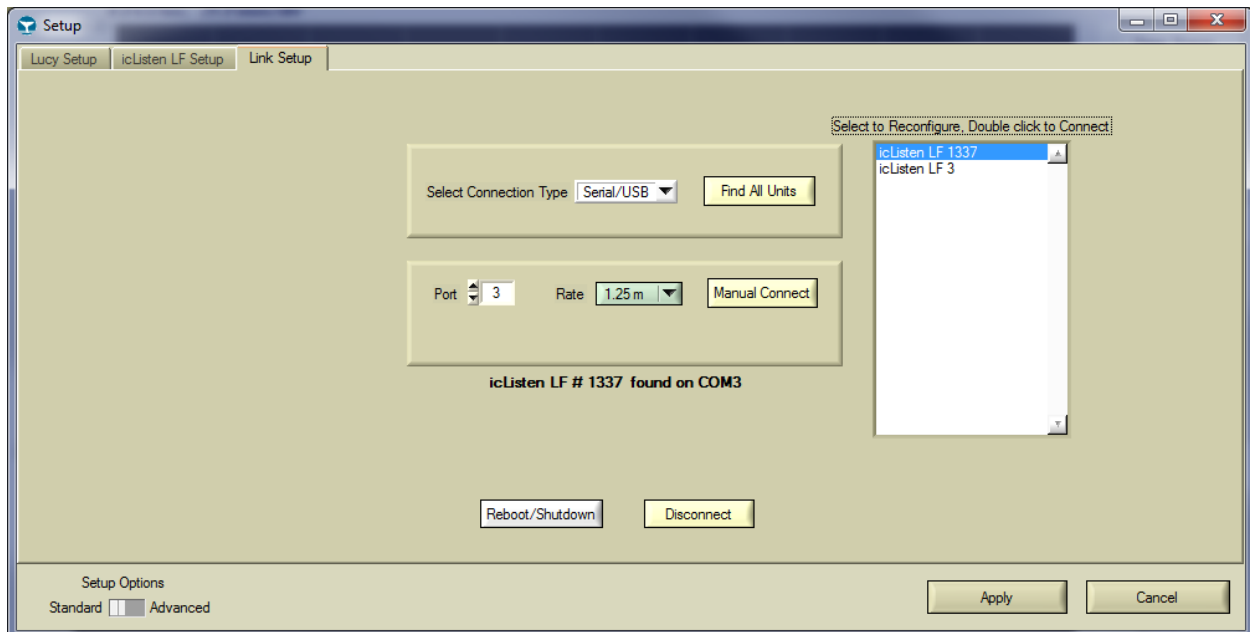 Setup
Lucy Setup
icListen LF Setup
Link Setup
Select to Reconfigure, Double click to Connect
icListen LF 1337
icListen LF 3
Select Connection Type
Serial/USB
Find All Units
Port
3
Rate
1.25 m
Manual Connect
icListen LF # 1337 found on COM3
Reboot/Shutdown
Disconnect
Setup Options
Standard
Advanced
Apply
Cancel